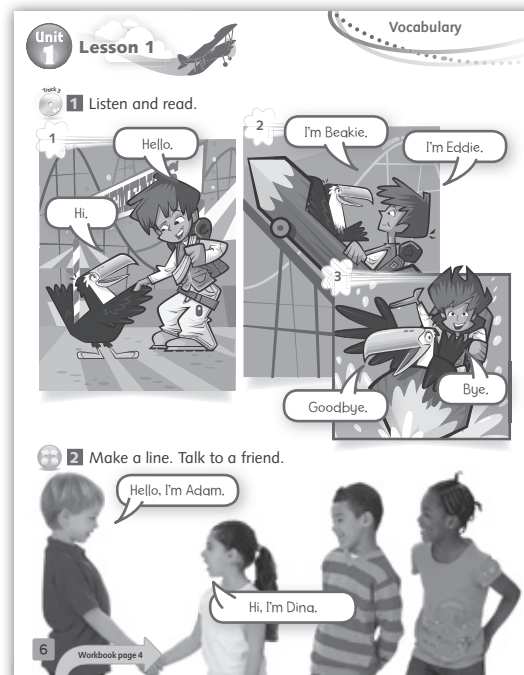 Unit
1
Lesson 1
Vocabulary
Track 3
1 Listen and read.
1
Hello.
Hi.
2
I'm Beakie.
I'm Eddie.
3
Goodbye.
Bye.
2 Make a line. Talk to a friend.
Hello, I'm Adam.
Hi, I'm Dina.
6
Workbook page 4